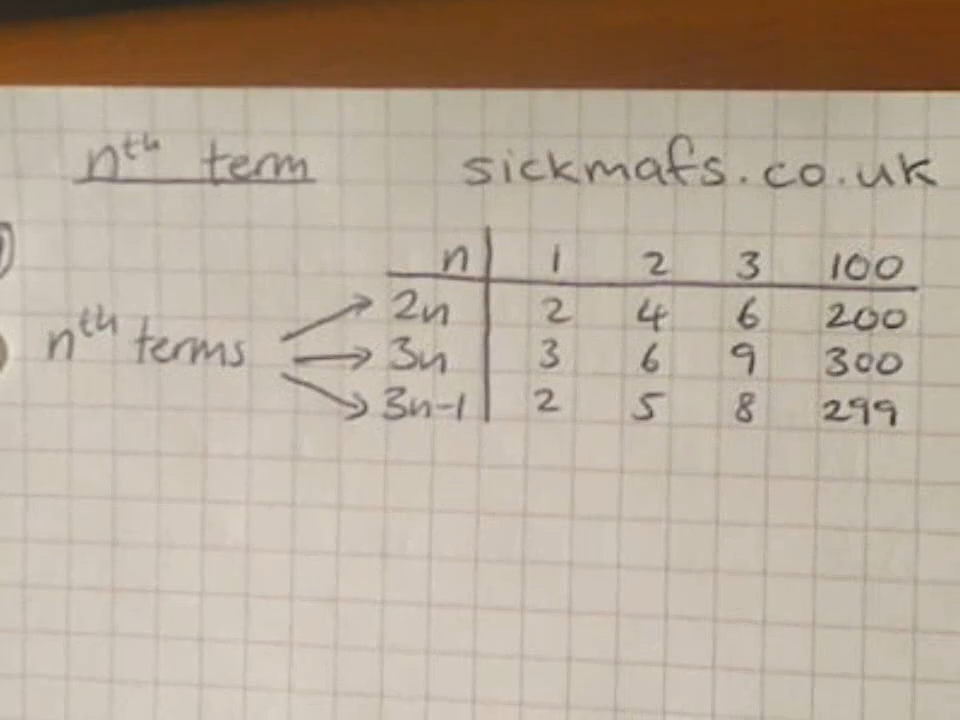 nth term sickmafs.co.uk
n 1 2 3 100
2n 2 4 6 200
nth terms 3n 3 6 9 300
3n-1 2 5 8 299